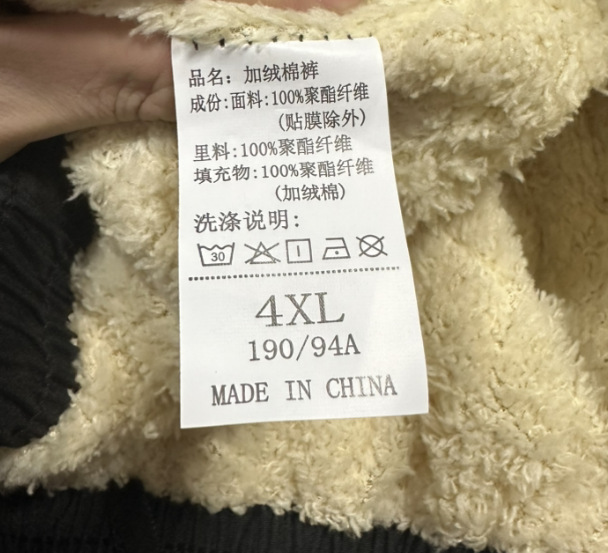 品名：加绒棉裤
成份:面料:100%聚酯纤维
(贴膜除外)
里料:100%聚酯纤维
填充物:100%聚酯纤维
(加绒棉)
洗涤说明:
30
4XL
190/94A
MADE IN CHINA